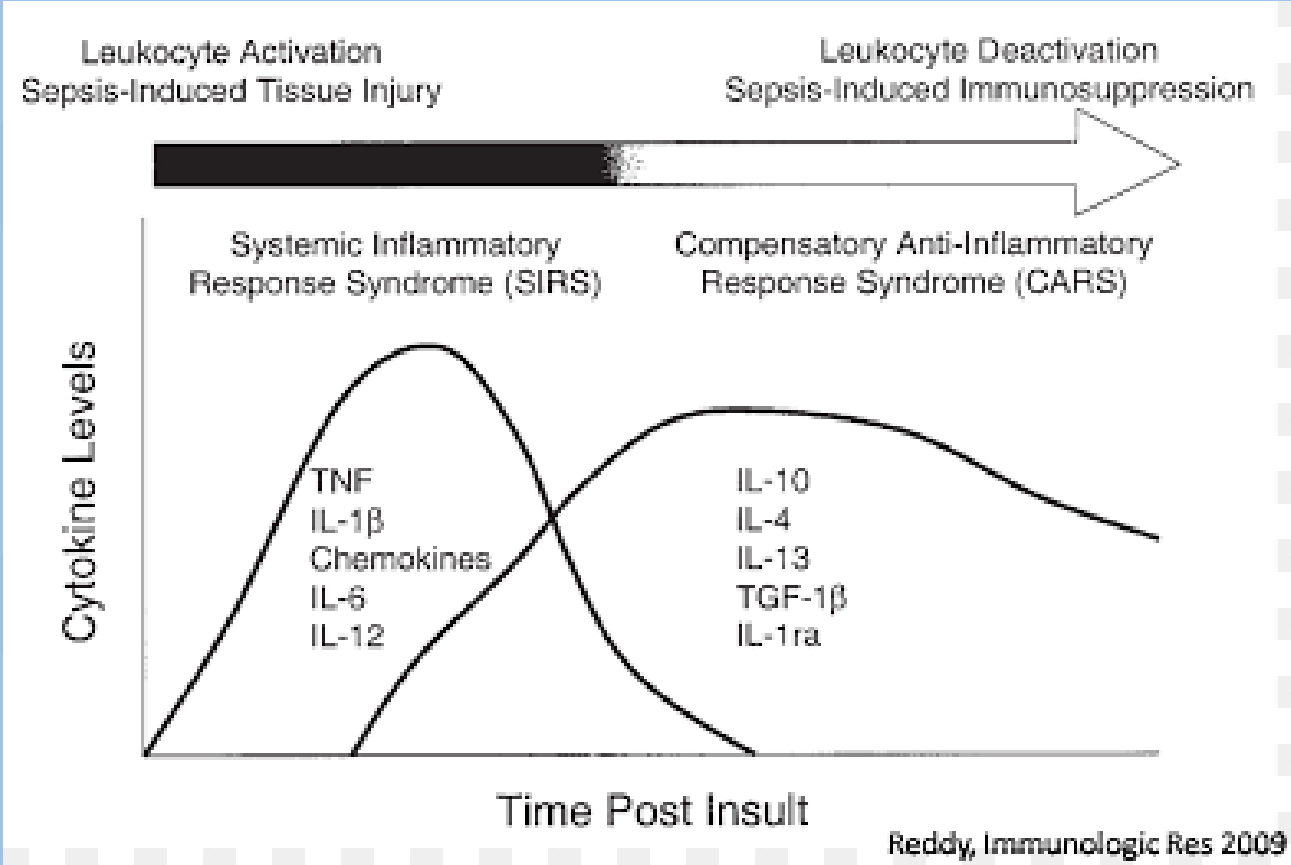 Leukocyte Activation
Sepsis-Induced Tissue Injury
Leukocyte Deactivation
Sepsis-Induced Immunosuppression
Systemic Inflammatory
Response Syndrome (SIRS)
Compensatory Anti-Inflammatory
Response Syndrome (CARS)
Cytokine Levels
TNF
IL-1β
Chemokines
IL-6
IL-12
IL-10
IL-4
IL-13
TGF-1β
IL-1ra
Time Post Insult
Reddy, Immunologic Res 2009